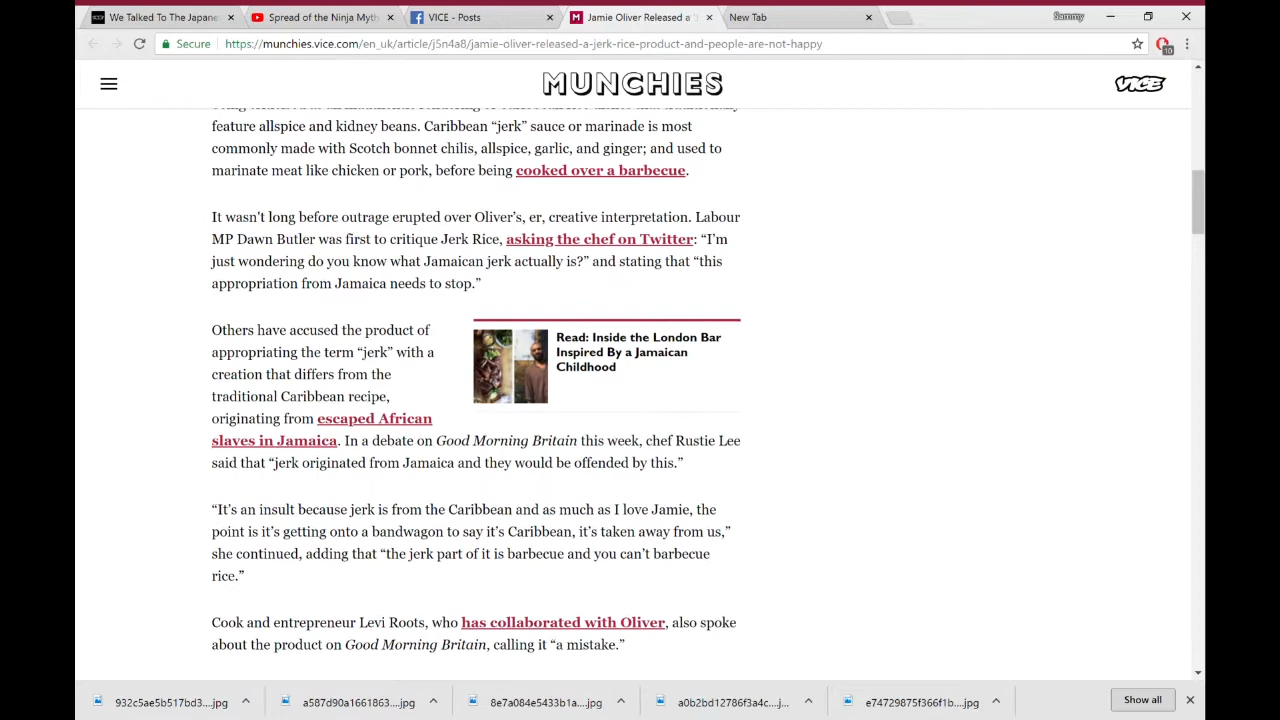 We Talked To The Japane
Spread of the Ninja Myth
VICE - Posts
Jamie Oliver Released a
New Tab
Sammy
Secure
https://munchies.vice.com/en_uk/article/j5n4a8/jamie-oliver-released-a-jerk-rice-product-and-people-are-not-happy
10
MUNCHIES
VICE
feature allspice and kidney beans. Caribbean “jerk” sauce or marinade is most
commonly made with Scotch bonnet chilis, allspice, garlic, and ginger; and used to
marinate meat like chicken or pork, before being cooked over a barbecue.
It wasn't long before outrage erupted over Oliver’s, er, creative interpretation. Labour
MP Dawn Butler was first to critique Jerk Rice, asking the chef on Twitter: “I’m
just wondering do you know what Jamaican jerk actually is?” and stating that “this
appropriation from Jamaica needs to stop.”
Others have accused the product of
appropriating the term “jerk” with a
creation that differs from the
traditional Caribbean recipe,
originating from escaped African
slaves in Jamaica. In a debate on Good Morning Britain this week, chef Rustie Lee
said that “jerk originated from Jamaica and they would be offended by this.”
Read: Inside the London Bar
Inspired By a Jamaican
Childhood
“It’s an insult because jerk is from the Caribbean and as much as I love Jamie, the
point is it’s getting onto a bandwagon to say it’s Caribbean, it’s taken away from us,”
she continued, adding that “the jerk part of it is barbecue and you can’t barbecue
rice.”
Cook and entrepreneur Levi Roots, who has collaborated with Oliver, also spoke
about the product on Good Morning Britain, calling it “a mistake.”
932c5ae5b517bd3....jpg
a587d90a1661863....jpg
8e7a084e5433b1a....jpg
a0b2bd12786f3a4c....j...
e74729875f366f1b....jpg
Show all